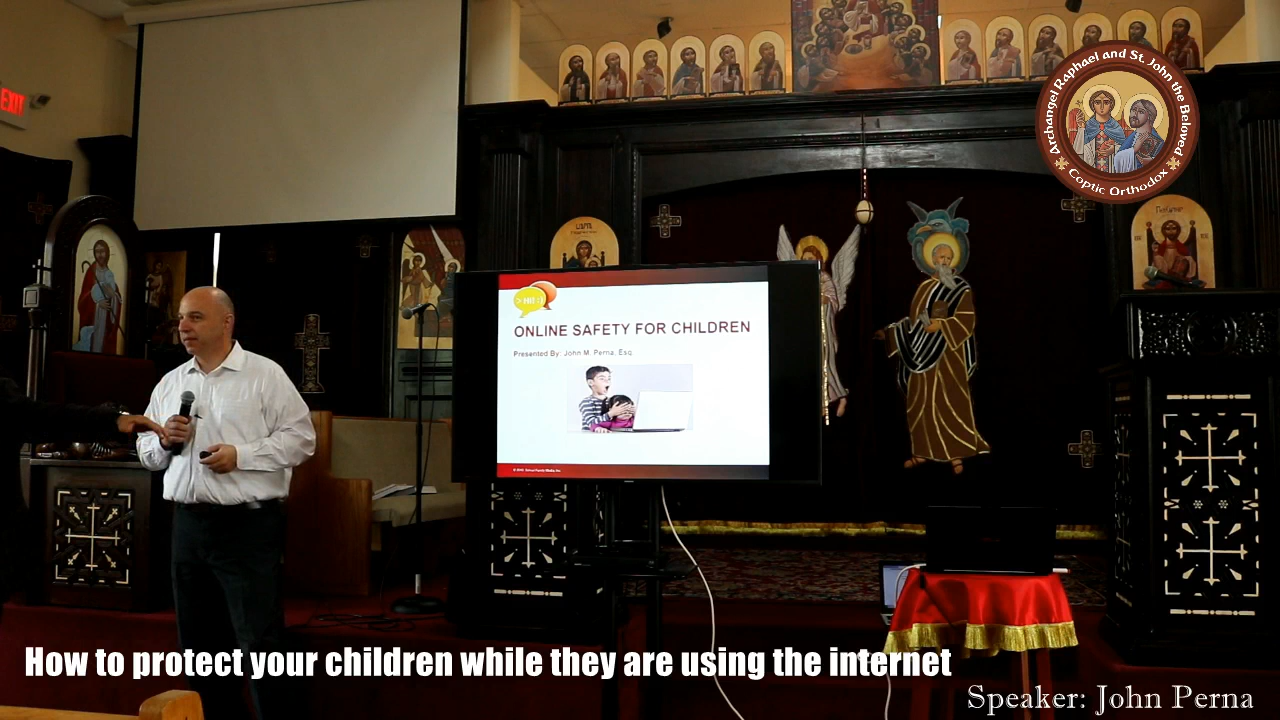 EXIT
Archangel Raphael and St. John the Beloved
Coptic Orthodox
> Hi! :)
ONLINE SAFETY FOR CHILDREN
Presented By: John M. Perna, Esq
How to protect your children while they are using the internet
Speaker: John Perna